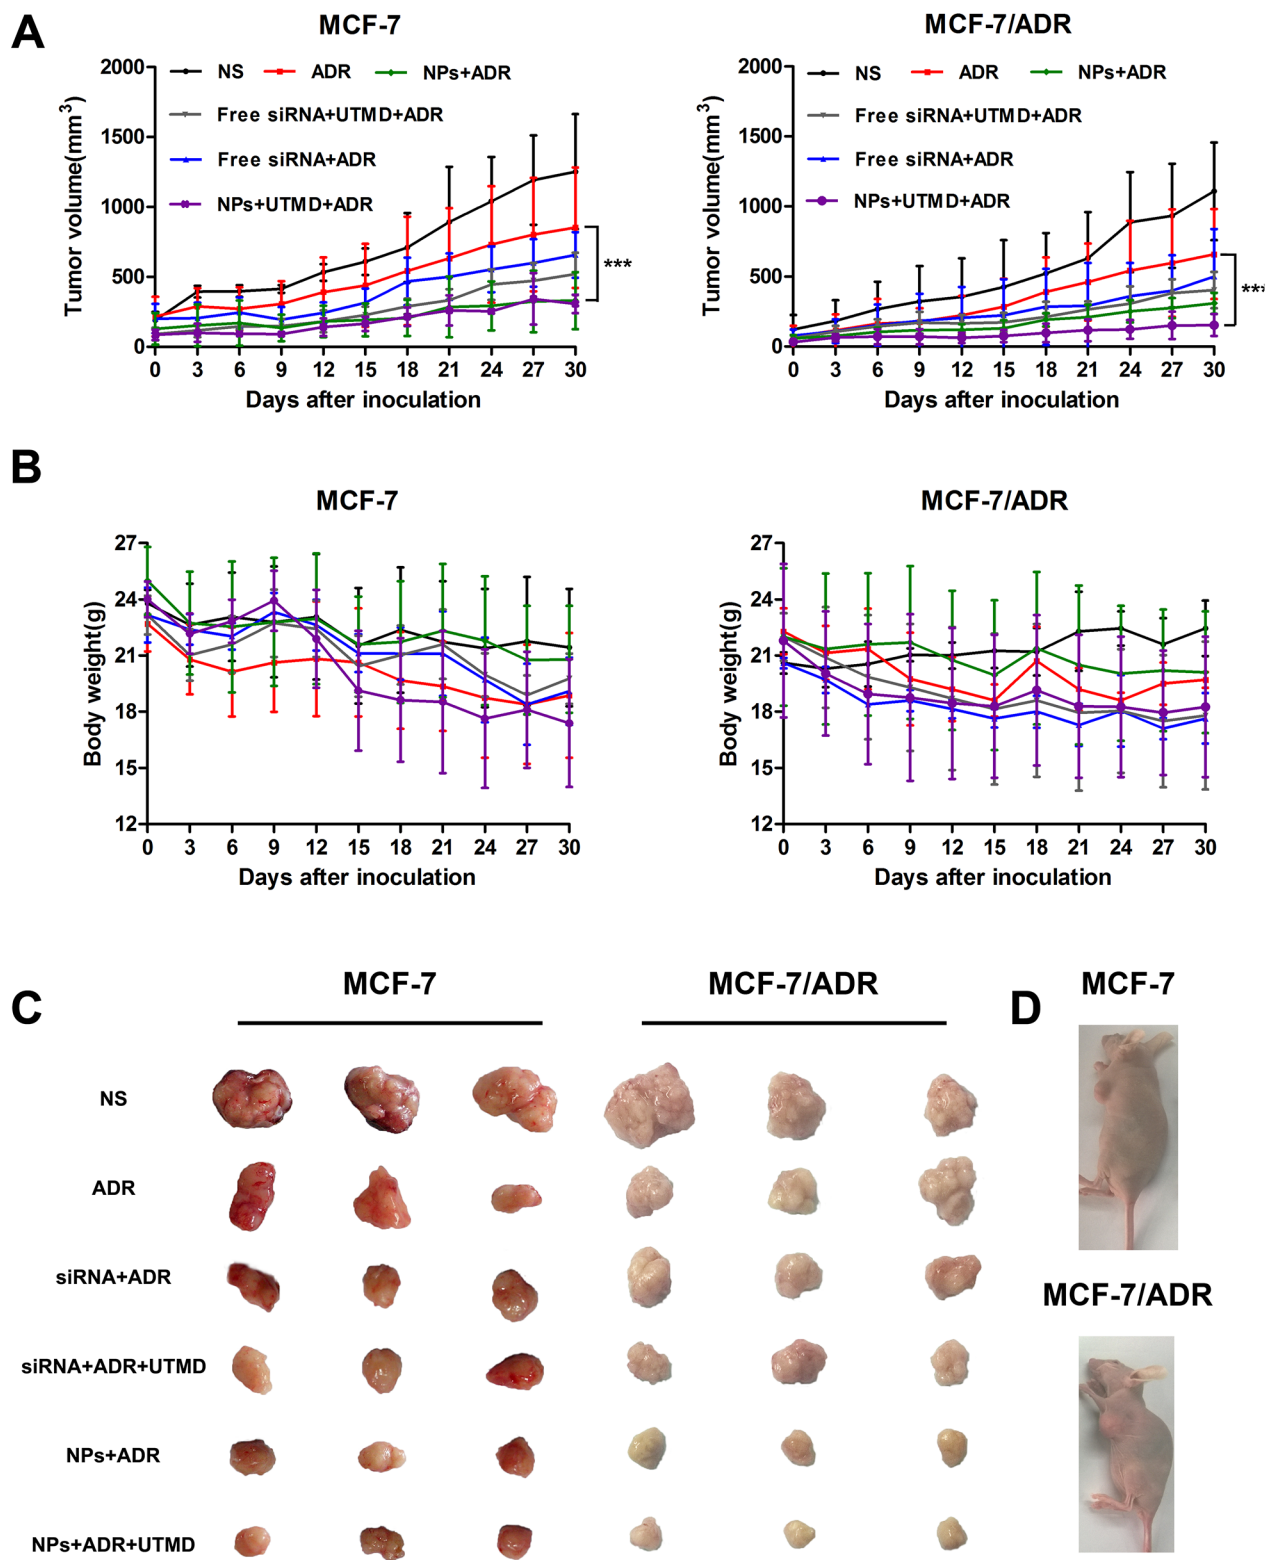 A
MCF-7
MCF-7/ADR
Tumor volume(mm3)
2000
1500
1000
500
0
NS ADR NPs+ADR
Free siRNA+UTMD+ADR
Free siRNA+ADR
NPs+UTMD+ADR
***
0 3 6 9 12 15 18 21 24 27 30
Days after inoculation
Tumor volume(mm3)
2000
1500
1000
500
0
NS ADR NPs+ADR
Free siRNA+UTMD+ADR
Free siRNA+ADR
NPs+UTMD+ADR
***
0 3 6 9 12 15 18 21 24 27 30
Days after inoculation
B
MCF-7
MCF-7/ADR
Body weight(g)
27
24
21
18
15
12
0 3 6 9 12 15 18 21 24 27 30
Days after inoculation
Body weight(g)
27
24
21
18
15
12
0 3 6 9 12 15 18 21 24 27 30
Days after inoculation
C
MCF-7
MCF-7/ADR
NS
ADR
siRNA+ADR
siRNA+ADR+UTMD
NPs+ADR
NPs+ADR+UTMD
D
MCF-7
MCF-7/ADR